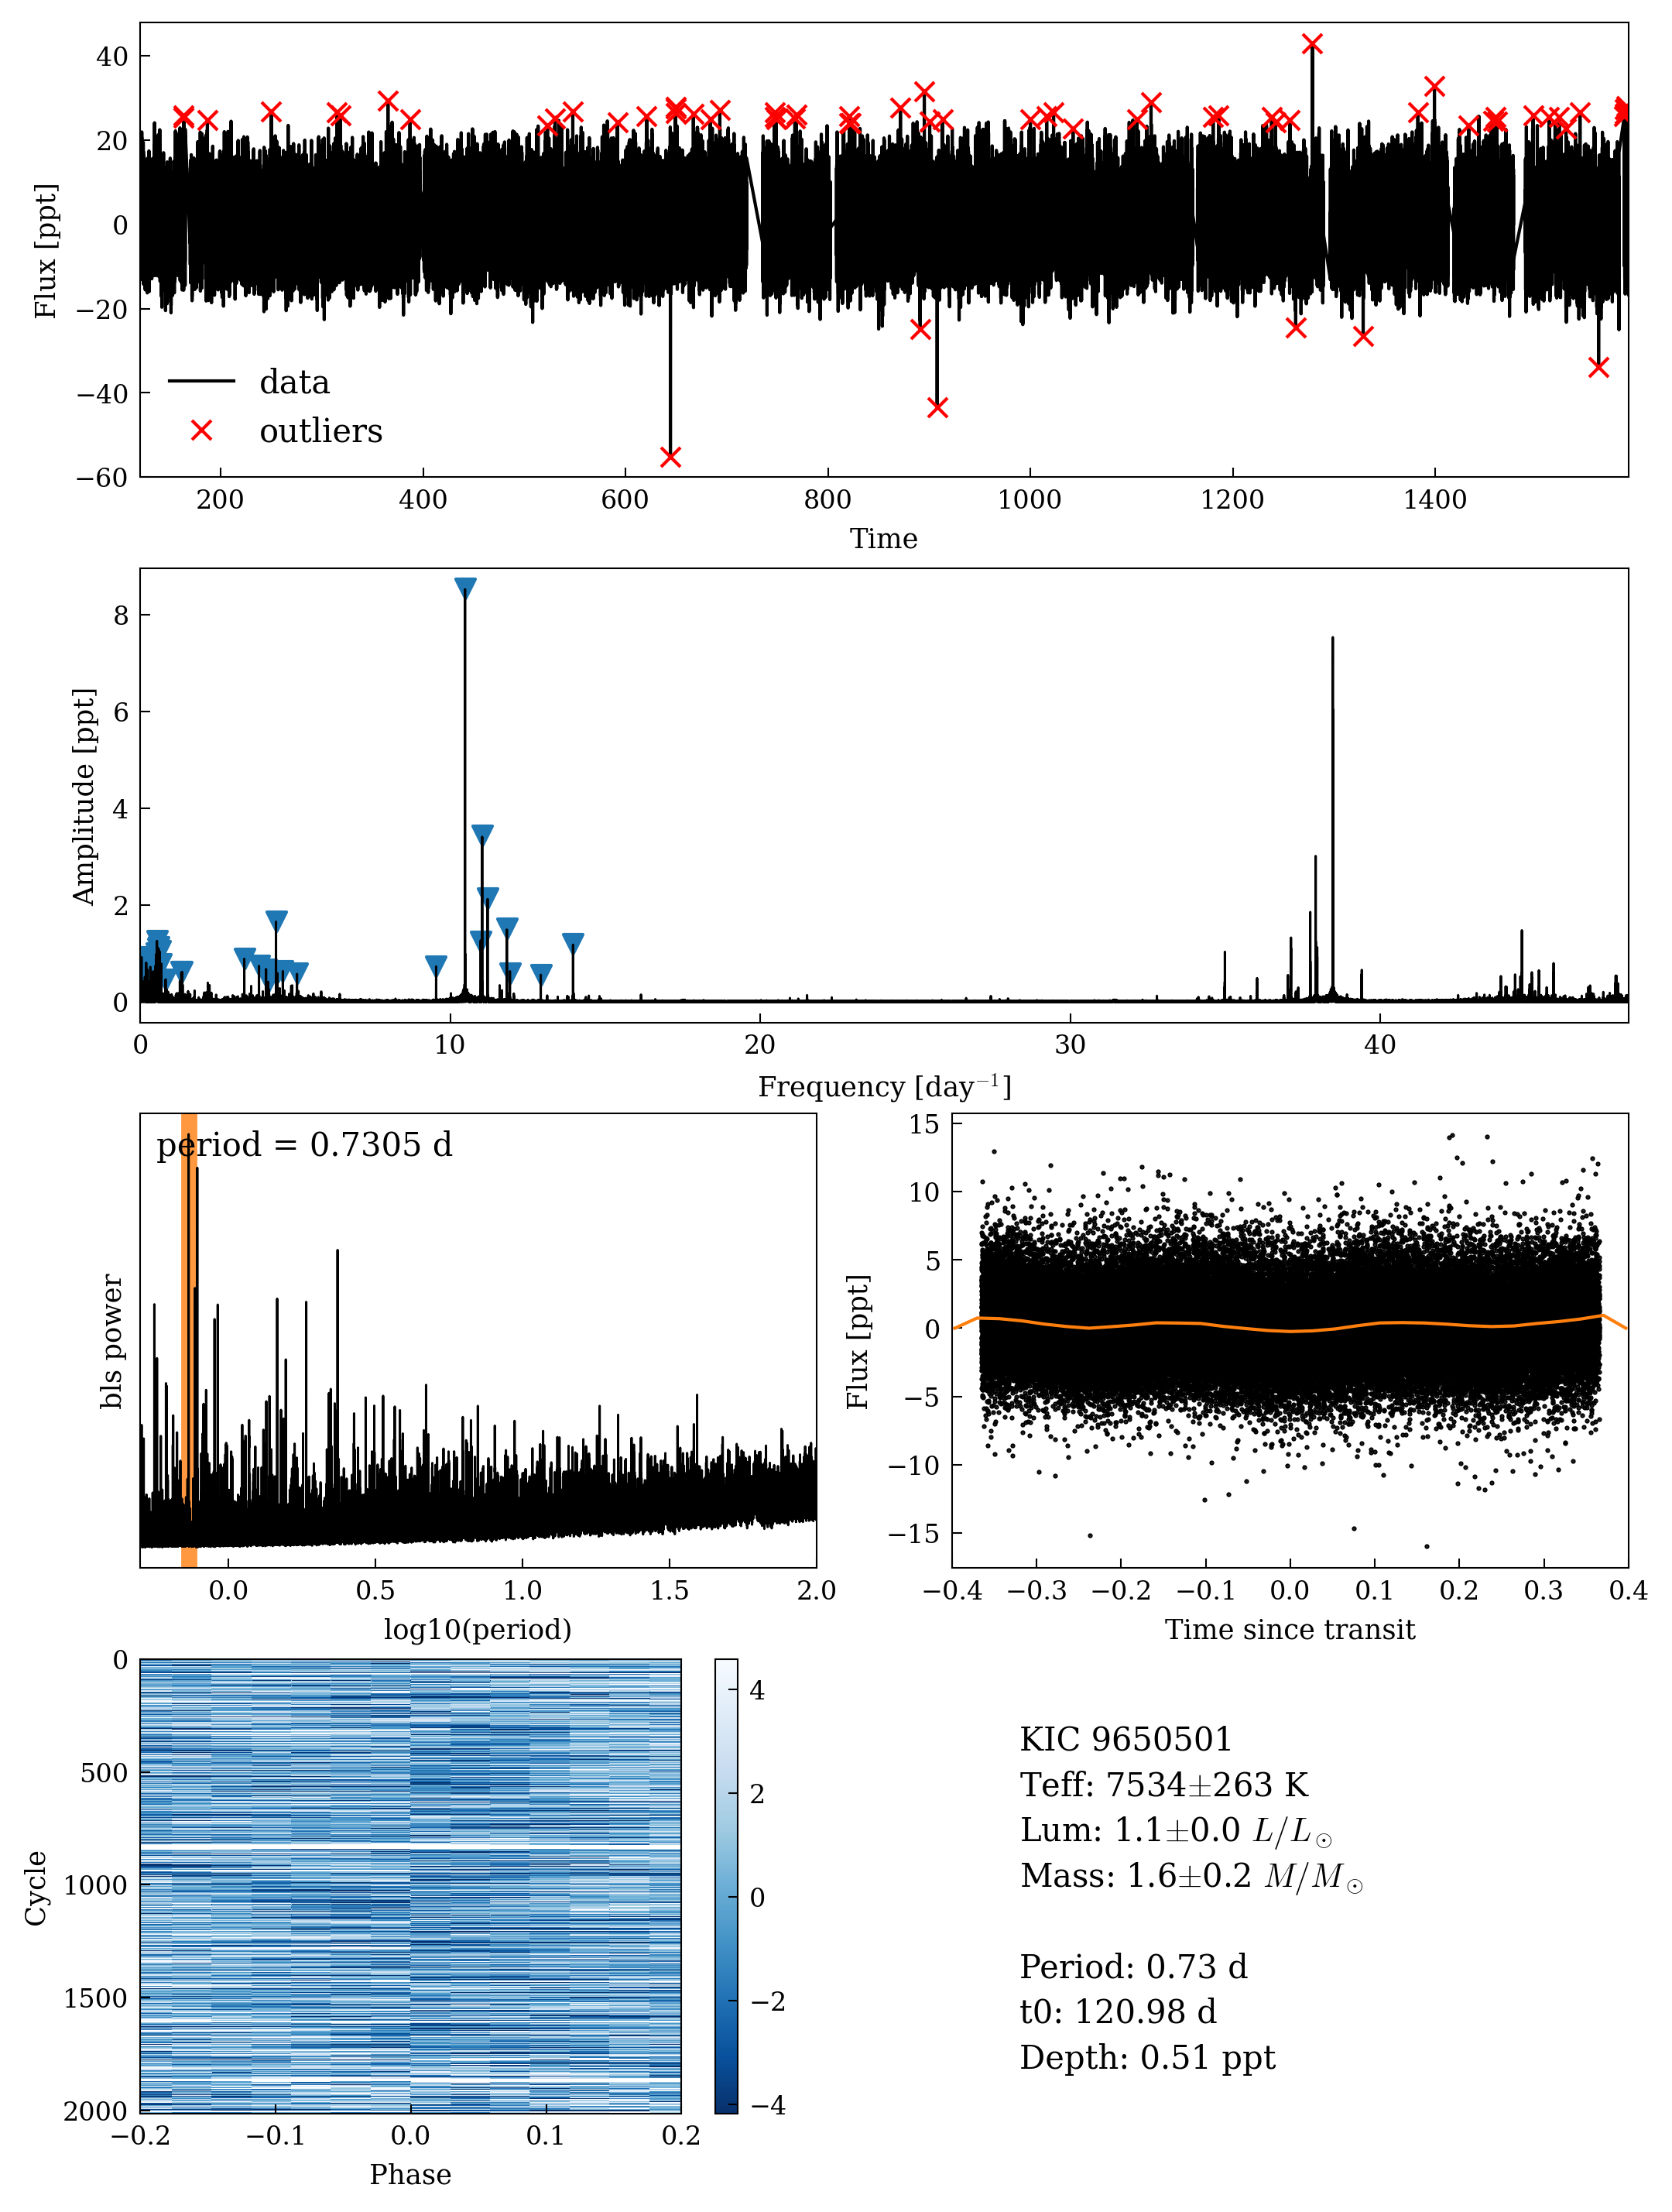 40
20
0
−20
−40
−60
Flux [ppt]
data
outliers
200 400 600 800 1000 1200 1400
Time
8
6
4
2
0
Amplitude [ppt]
0 10 20 30 40
Frequency [day⁻¹]
period = 0.7305 d
bls power
0.0 0.5 1.0 1.5 2.0
log10(period)
15
10
5
0
−5
−10
−15
Flux [ppt]
−0.4 −0.3 −0.2 −0.1 0.0 0.1 0.2 0.3 0.4
Time since transit
0
500
1000
1500
2000
Cycle
−0.2 −0.1 0.0 0.1 0.2
Phase
4
2
0
−2
−4
KIC 9650501
Teff: 7534±263 K
Lum: 1.1±0.0 L/L⊙
Mass: 1.6±0.2 M/M⊙
Period: 0.73 d
t0: 120.98 d
Depth: 0.51 ppt